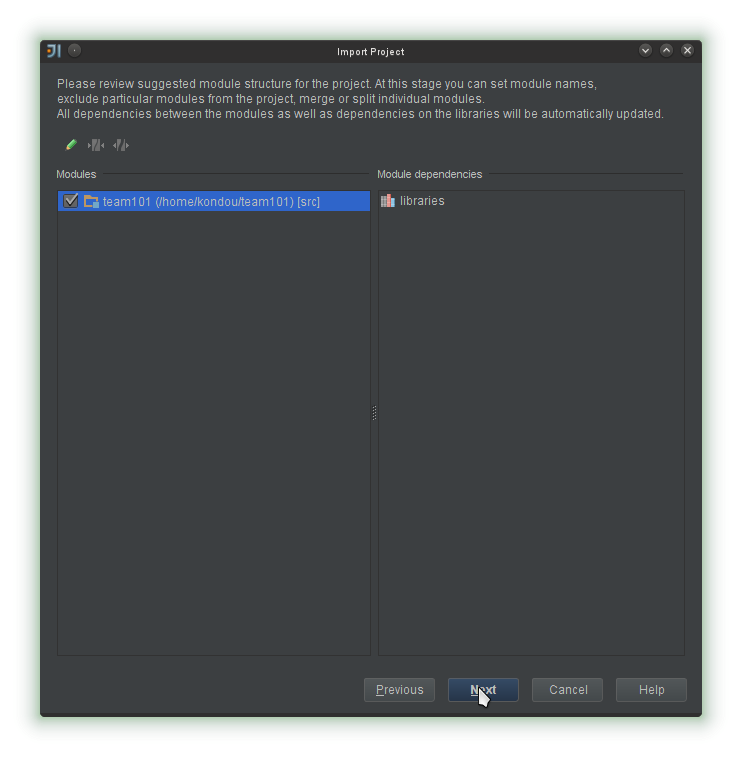 Import Project
Please review suggested module structure for the project. At this stage you can set module names,
exclude particular modules from the project, merge or split individual modules.
All dependencies between the modules as well as dependencies on the libraries will be automatically updated.
Modules
Module dependencies
team101 (/home/kondou/team101) [src]
libraries
Previous
Next
Cancel
Help